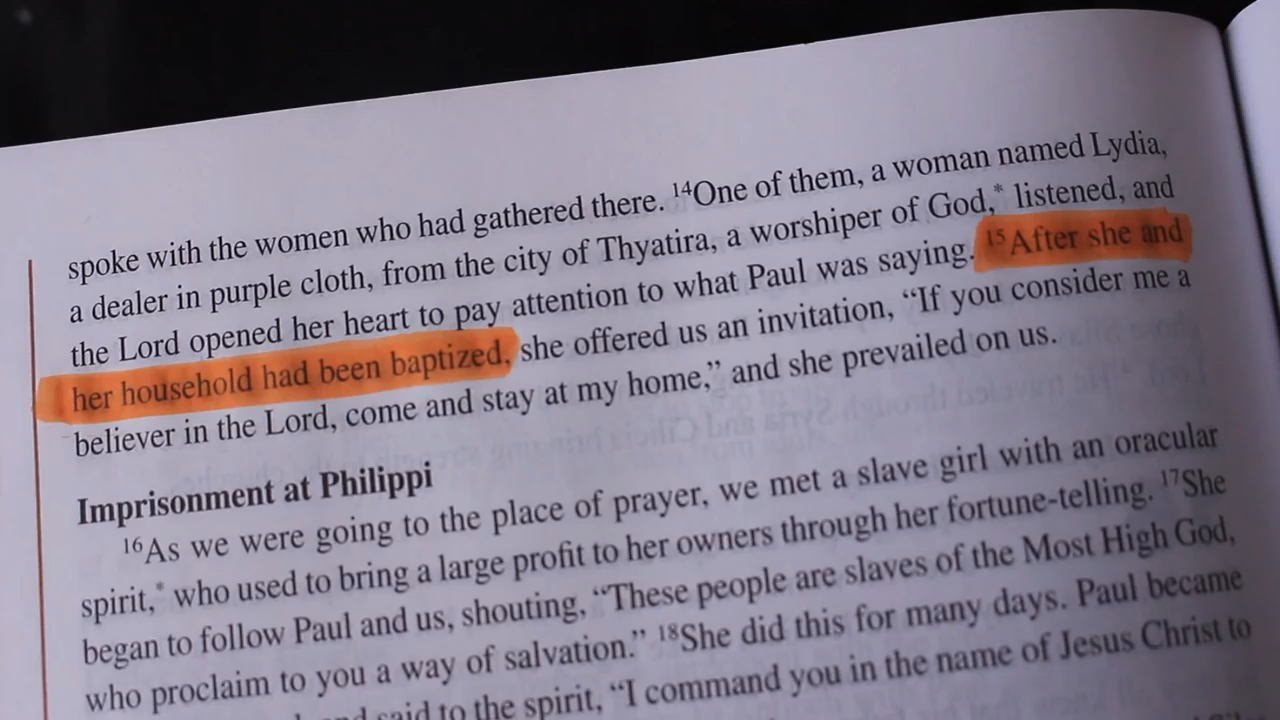 spoke with the women who had gathered there. ¹⁴One of them, a woman named Lydia,
a dealer in purple cloth, from the city of Thyatira, a worshiper of God,* listened, and
the Lord opened her heart to pay attention to what Paul was saying. ¹⁵After she and
her household had been baptized, she offered us an invitation, “If you consider me a
believer in the Lord, come and stay at my home,” and she prevailed on us.
Imprisonment at Philippi
¹⁶As we were going to the place of prayer, we met a slave girl with an oracular
spirit,* who used to bring a large profit to her owners through her fortune-telling. ¹⁷She
began to follow Paul and us, shouting, “These people are slaves of the Most High God,
who proclaim to you a way of salvation.” ¹⁸She did this for many days. Paul became
and said to the spirit, “I command you in the name of Jesus Christ to